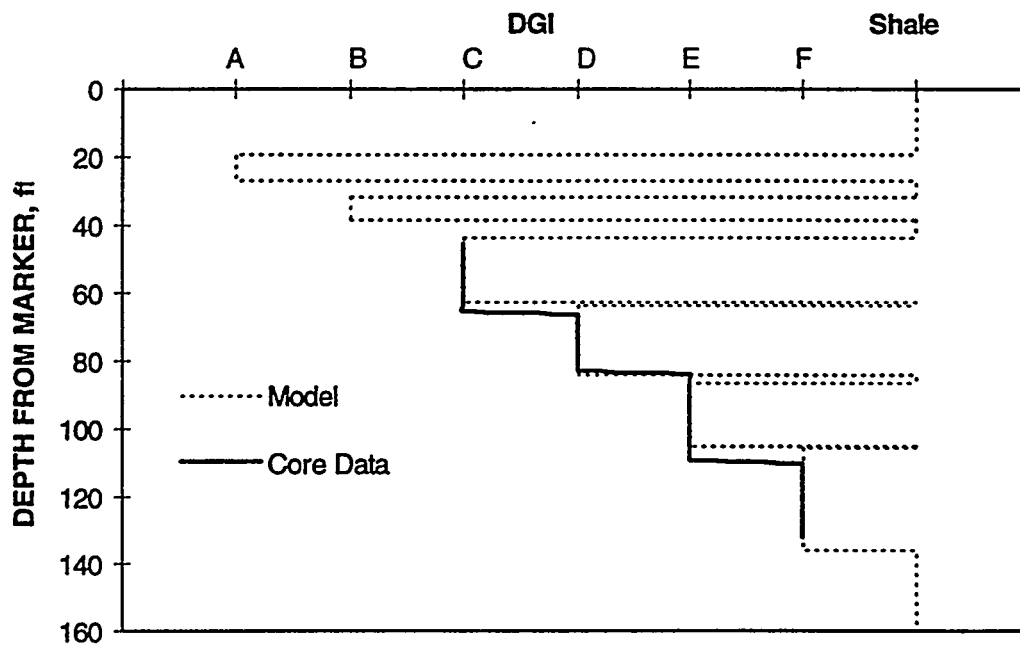 DGI Shale
A B C D E F
0
20
40
60
80
100
120
140
160
DEPTH FROM MARKER, ft
Model
Core Data